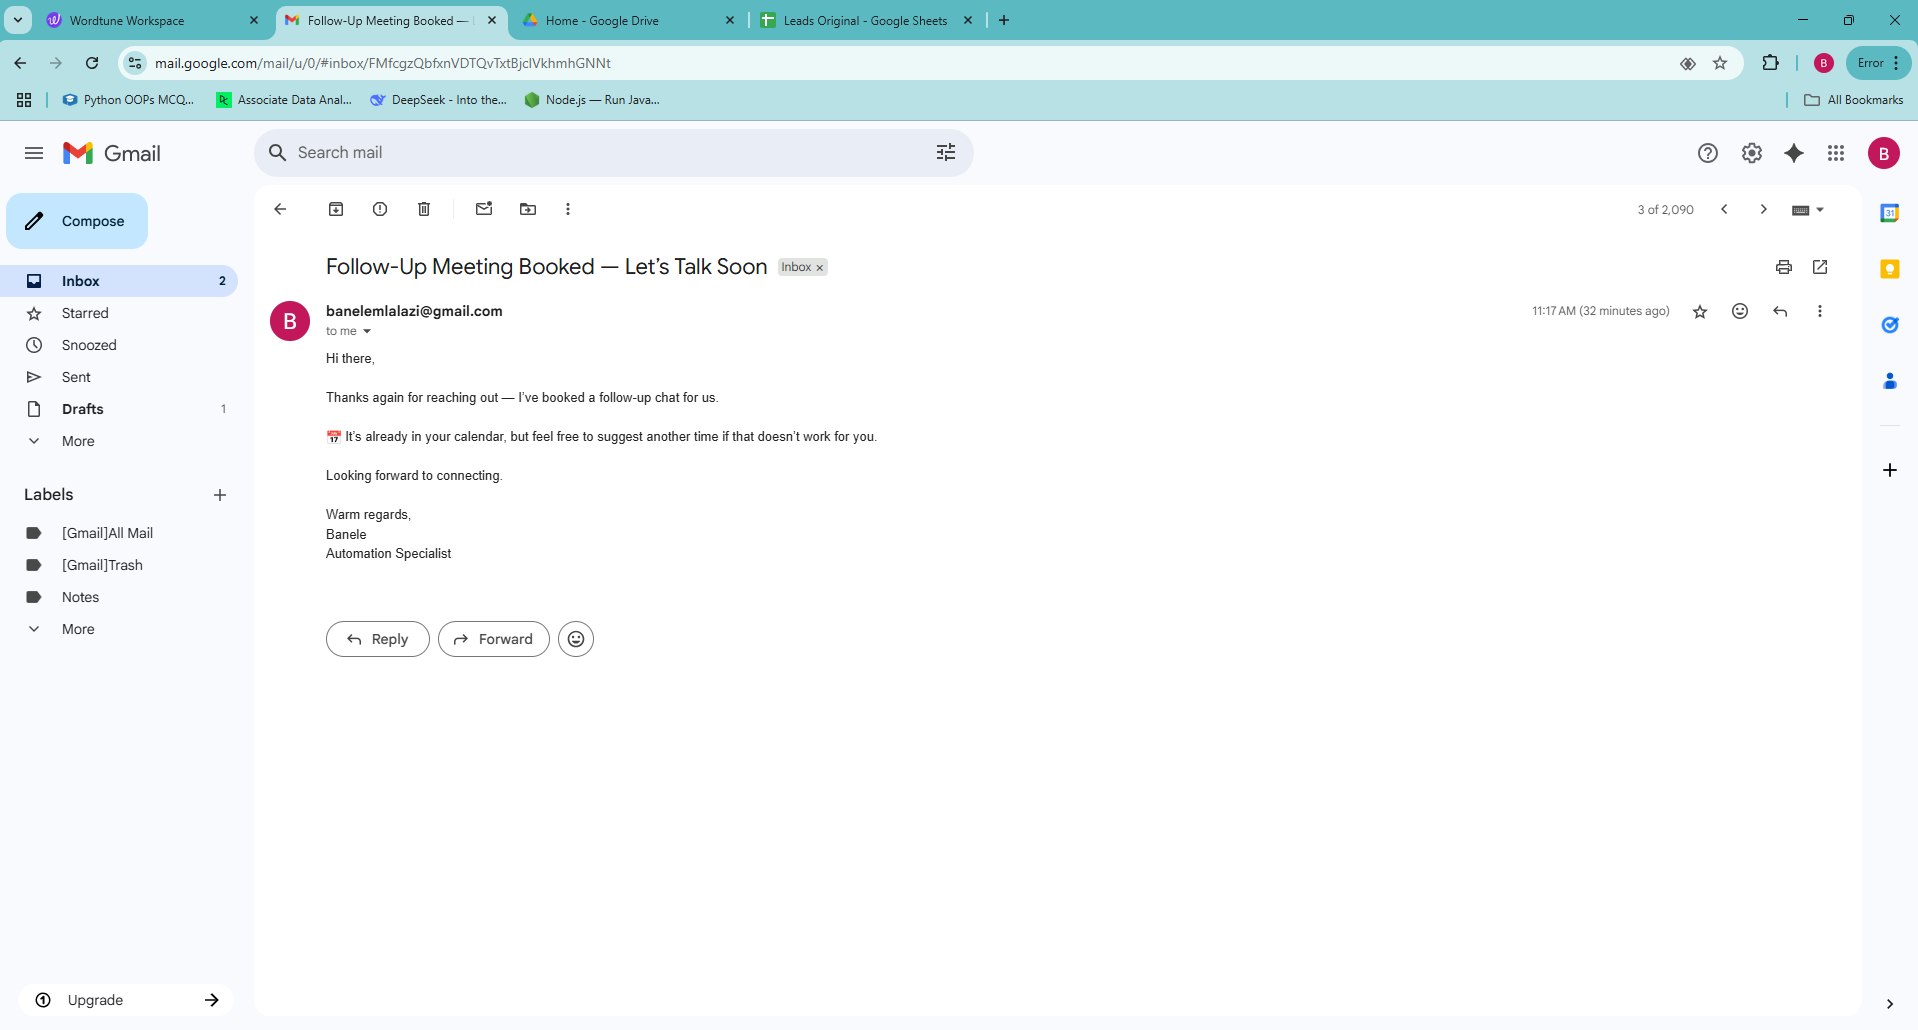 Wordtune Workspace
Follow-Up Meeting Booked —
Home - Google Drive
Leads Original - Google Sheets
mail.google.com/mail/u/0/#inbox/FMfcgzQbfxnVDTQvTxtBjclVkhmhGNNt
B
Error
Python OOPs MCQ...
Associate Data Anal...
DeepSeek - Into the...
Node.js — Run Java...
All Bookmarks
Gmail
Search mail
B
Compose
3 of 2,090
31
Inbox 2
Starred
Snoozed
Sent
Drafts 1
More
Labels
[Gmail]All Mail
[Gmail]Trash
Notes
More
Upgrade
Follow-Up Meeting Booked — Let’s Talk Soon
Inbox
B
banelemlalazi@gmail.com
11:17 AM (32 minutes ago)
to me
Hi there,
Thanks again for reaching out — I’ve booked a follow-up chat for us.
📅 It’s already in your calendar, but feel free to suggest another time if that doesn’t work for you.
Looking forward to connecting.
Warm regards,
Banele
Automation Specialist
Reply
Forward